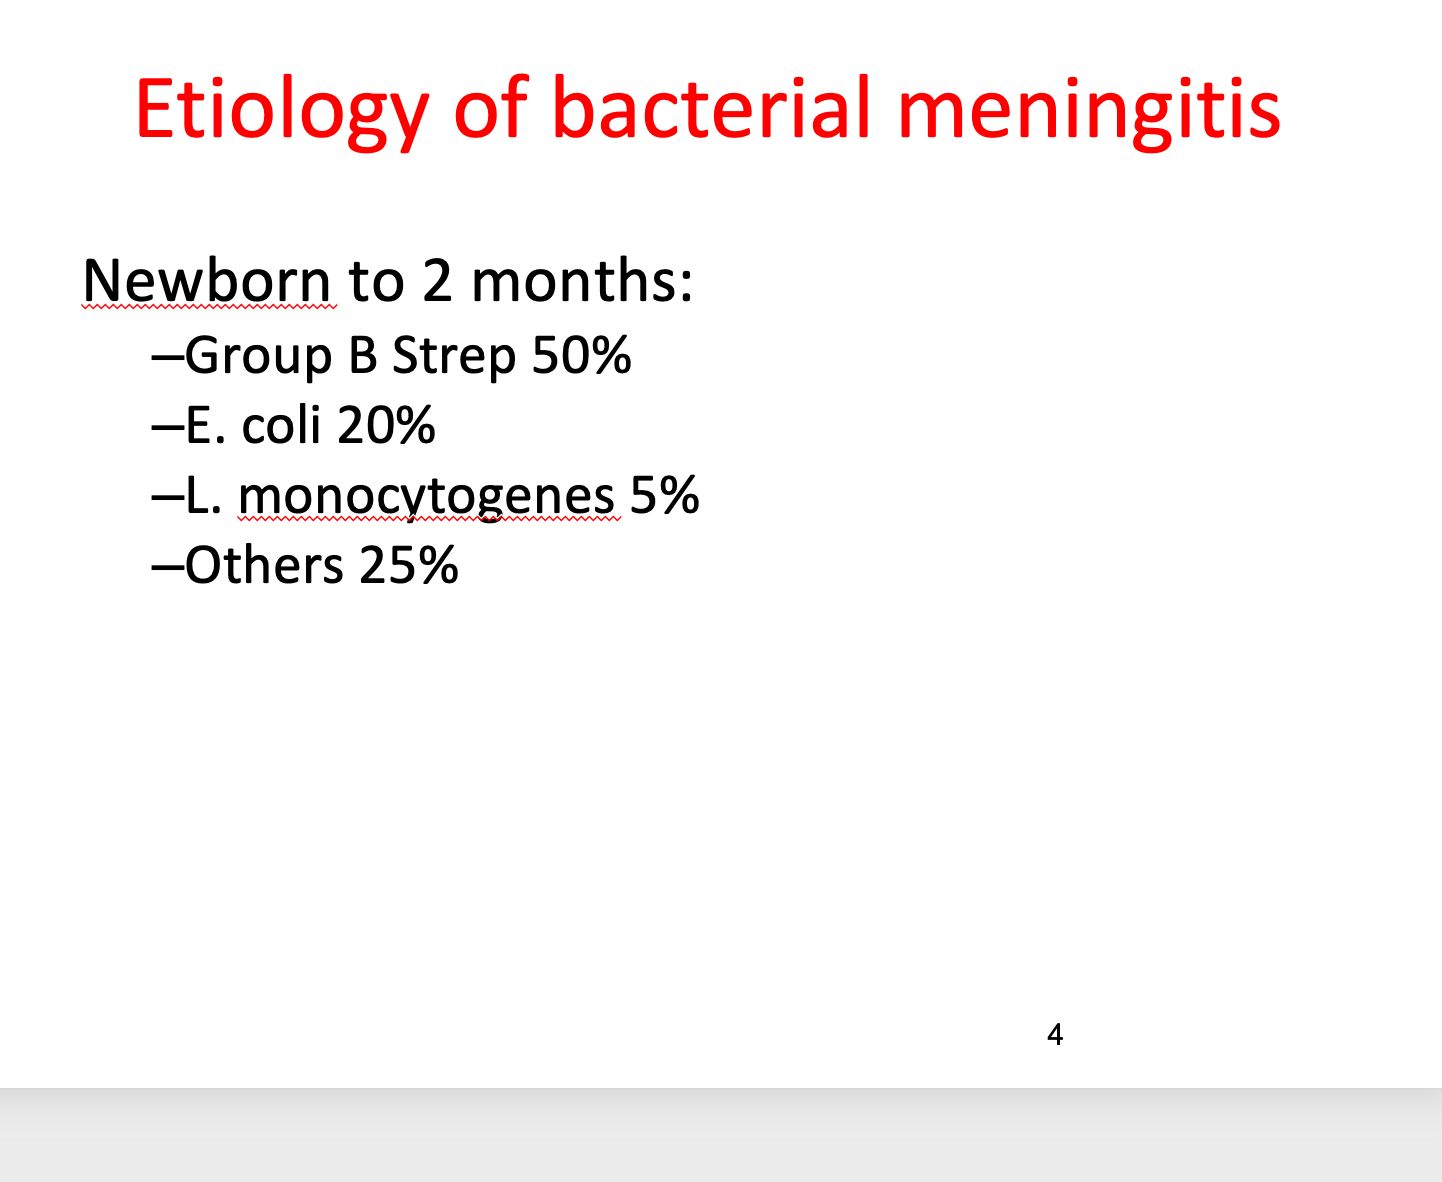 Etiology of bacterial meningitis
Newborn to 2 months:
–Group B Strep 50%
–E. coli 20%
–L. monocytogenes 5%
–Others 25%
4